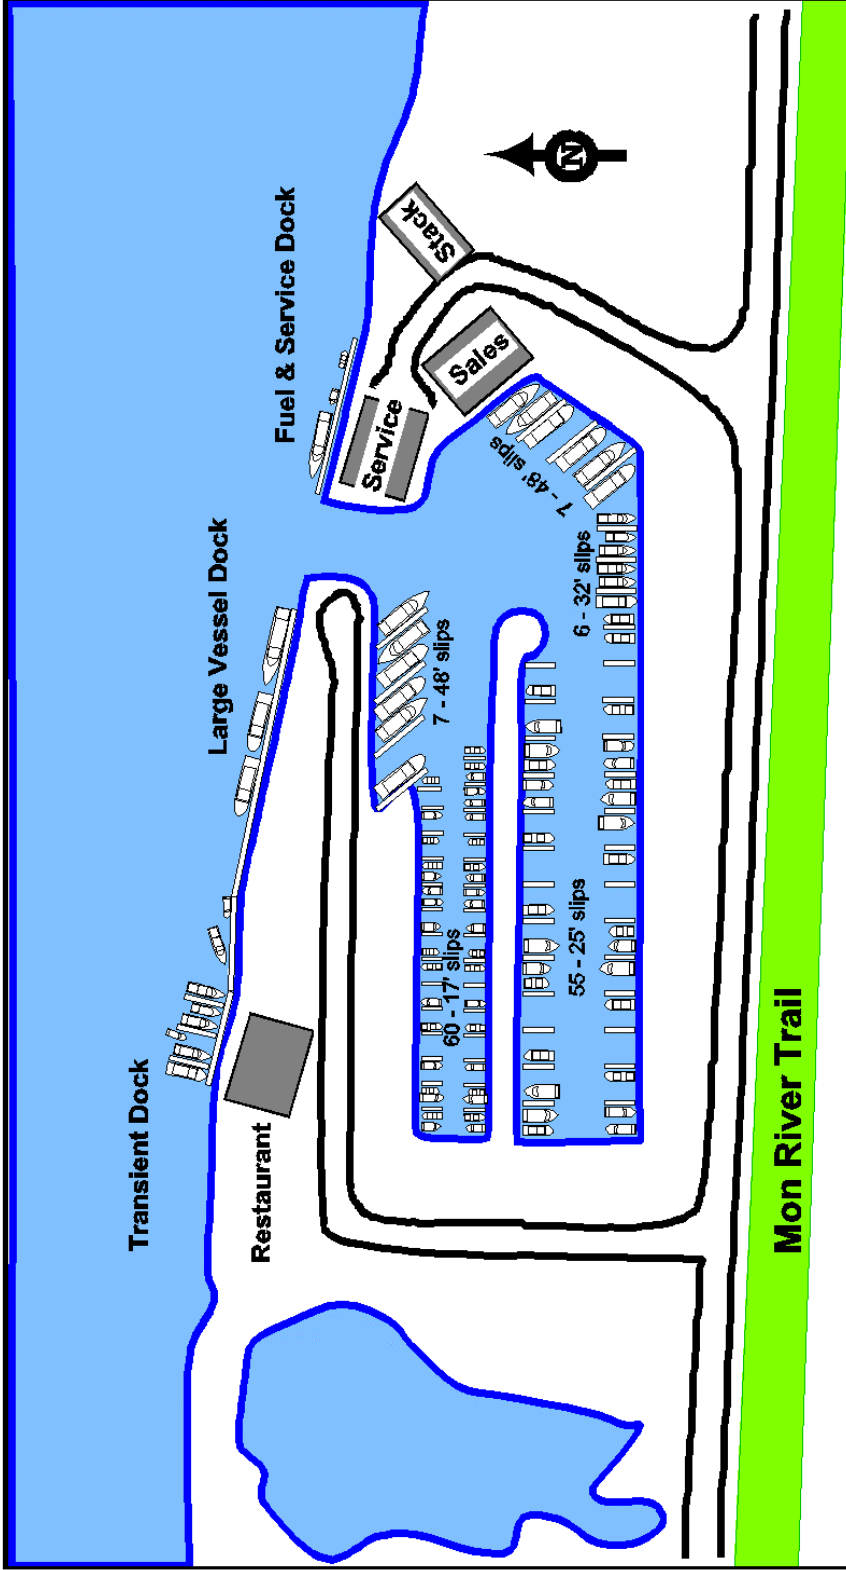 Transient Dock
Large Vessel Dock
Fuel & Service Dock
Restaurant
Service
Stack
Sales
N
7 - 48' slips
7 - 48' slips
60 - 17' slips
6 - 32' slips
55 - 25' slips
Mon River Trail